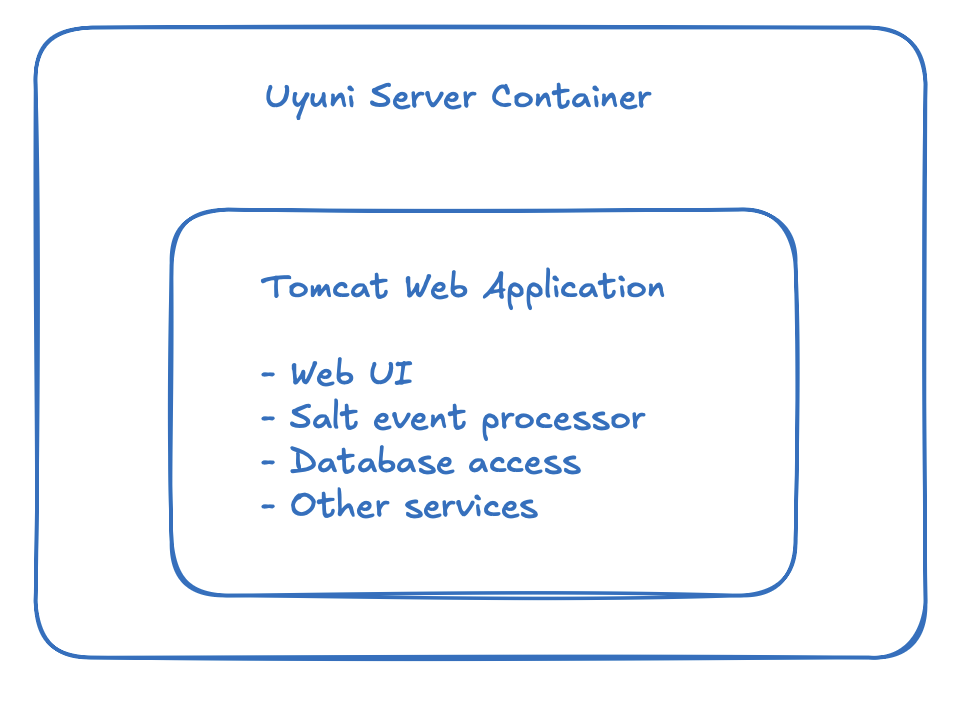 Uyuni Server Container
Tomcat Web Application
- Web UI
- Salt event processor
- Database access
- Other services